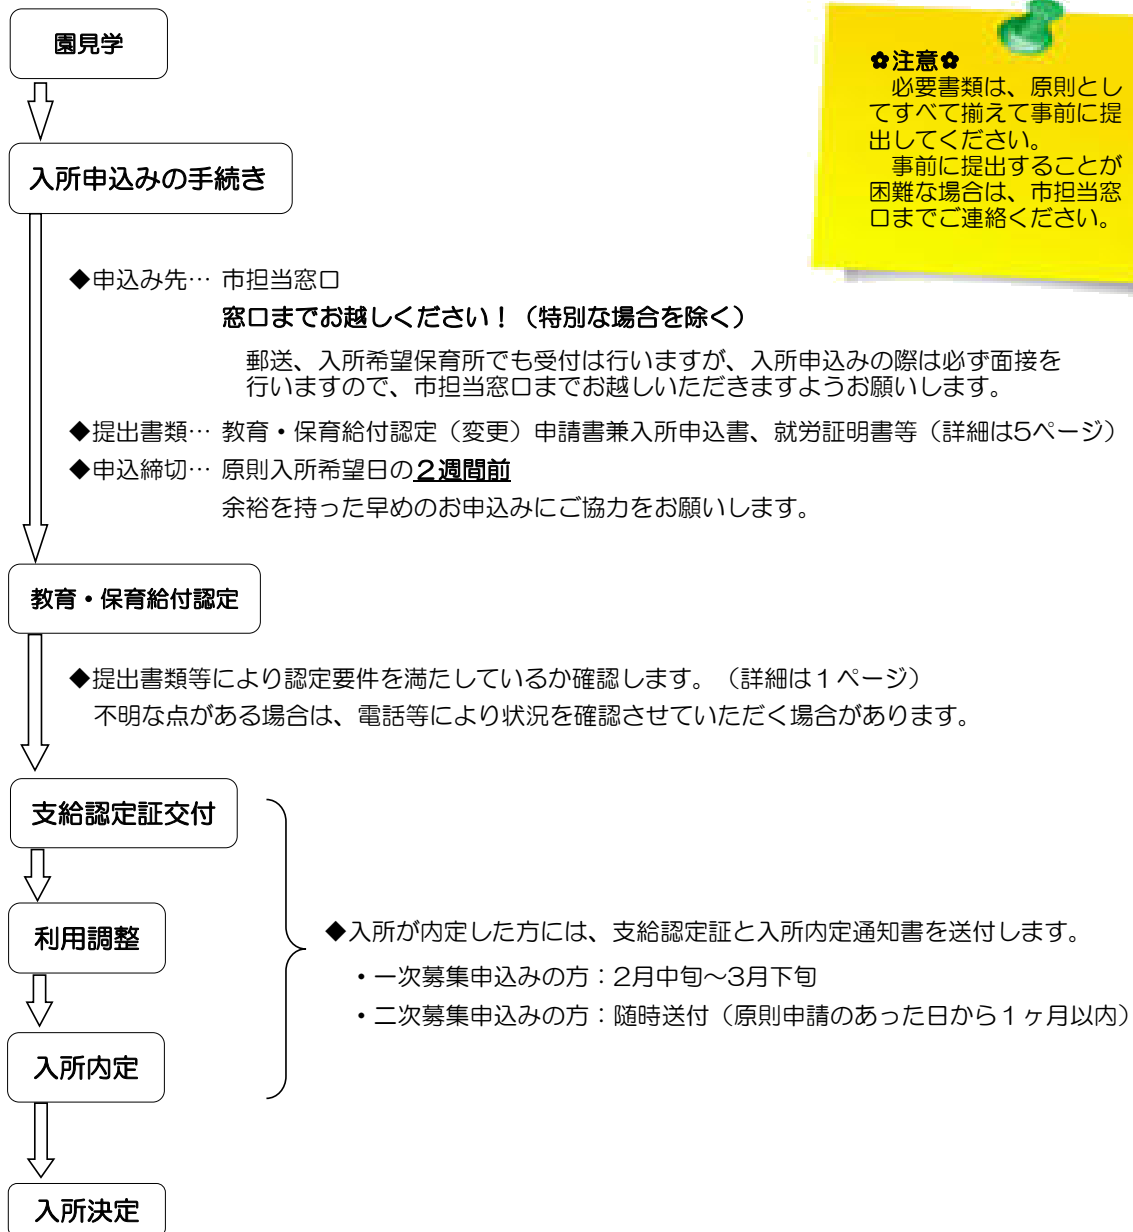 園見学
✿注意✿
必要書類は、原則とし
てすべて揃えて事前に提
出してください。
事前に提出することが
困難な場合は、市担当窓
口までご連絡ください。
入所申込みの手続き
◆申込み先… 市担当窓口
窓口までお越しください！（特別な場合を除く）
郵送、入所希望保育所でも受付は行いますが、入所申込みの際は必ず面接を
行いますので、市担当窓口までお越しいただきますようお願いします。
◆提出書類… 教育・保育給付認定（変更）申請書兼入所申込書、就労証明書等（詳細は5ページ）
◆申込締切… 原則入所希望日の２週間前
余裕を持った早めのお申込みにご協力をお願いします。
教育・保育給付認定
◆提出書類等により認定要件を満たしているか確認します。（詳細は１ページ）
不明な点がある場合は、電話等により状況を確認させていただく場合があります。
支給認定証交付
利用調整
◆入所が内定した方には、支給認定証と入所内定通知書を送付します。
・一次募集申込みの方：2月中旬～3月下旬
・二次募集申込みの方：随時送付（原則申請のあった日から１ヶ月以内）
入所内定
入所決定